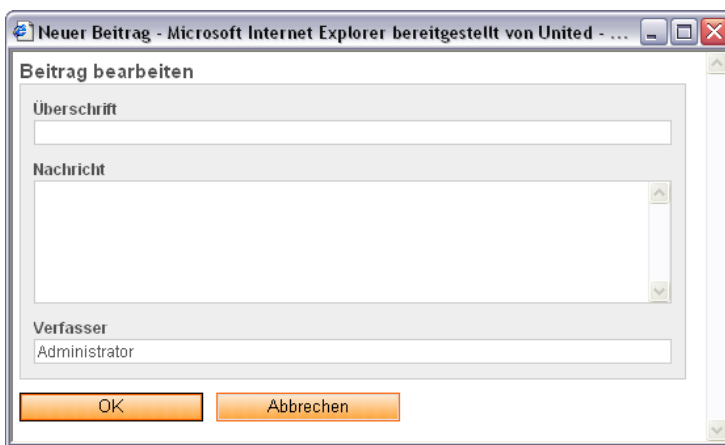 Neuer Beitrag - Microsoft Internet Explorer bereitgestellt von United - ...
Beitrag bearbeiten
Überschrift
Nachricht
Verfasser
Administrator
OK Abbrechen